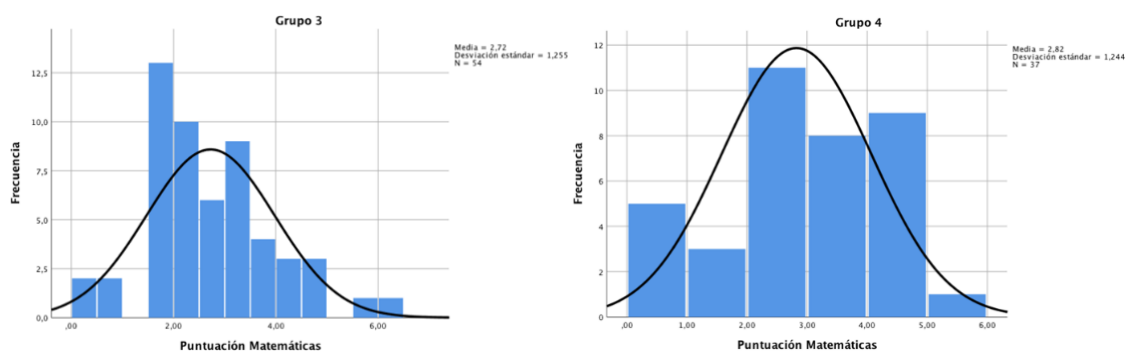 Grupo 3
Media = 2,72
Desviación estándar = 1,255
N = 54
Frecuencia
12,5
10,0
7,5
5,0
2,5
0,0
,00
2,00
4,00
6,00
Puntuación Matemáticas
Grupo 4
Media = 2,82
Desviación estándar = 1,244
N = 37
Frecuencia
12
10
8
6
4
2
0
,00
1,00
2,00
3,00
4,00
5,00
6,00
Puntuación Matemáticas